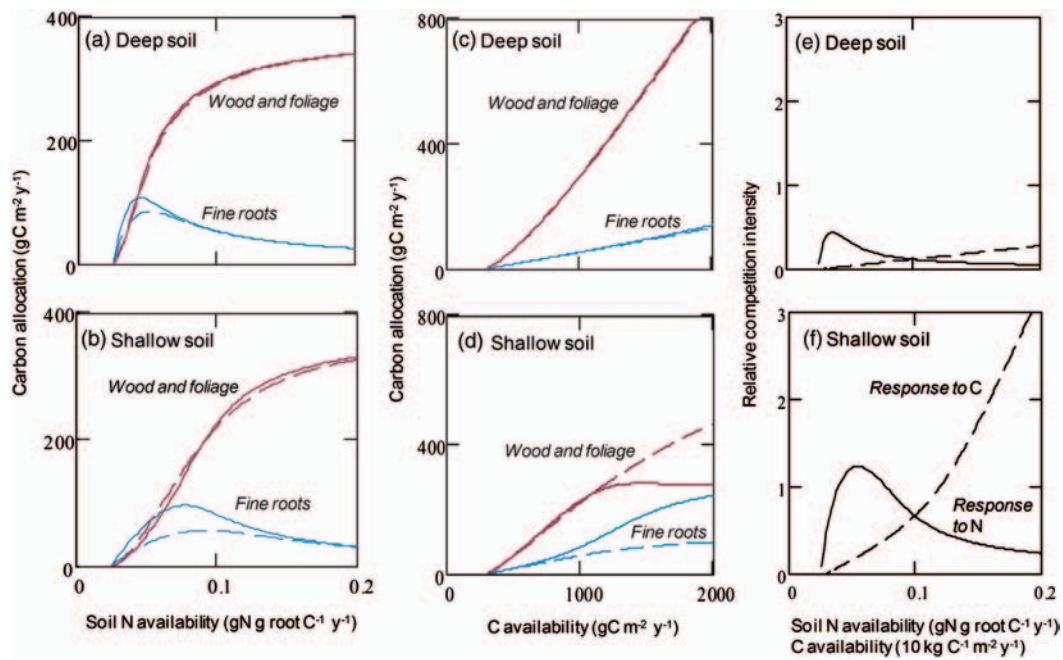 Carbon allocation (gC m-2 y-1)
400
200
0
(a) Deep soil
Wood and foliage
Fine roots
400
200
0
(b) Shallow soil
Wood and foliage
Fine roots
0
0.1
0.2
Soil N availability (gN g root C-1 y-1)
Carbon allocation (gC m-2 y-1)
800
400
0
(c) Deep soil
Wood and foliage
Fine roots
800
400
0
(d) Shallow soil
Wood and foliage
Fine roots
0
1000
2000
C availability (gC m-2 y-1)
Relative competition intensity
3
2
1
0
(e) Deep soil
3
2
1
0
(f) Shallow soil
Response to C
Response
to N
0
0.1
0.2
Soil N availability (gN g root C-1 y-1)
C availability (10 kg C-1 m-2 y-1)